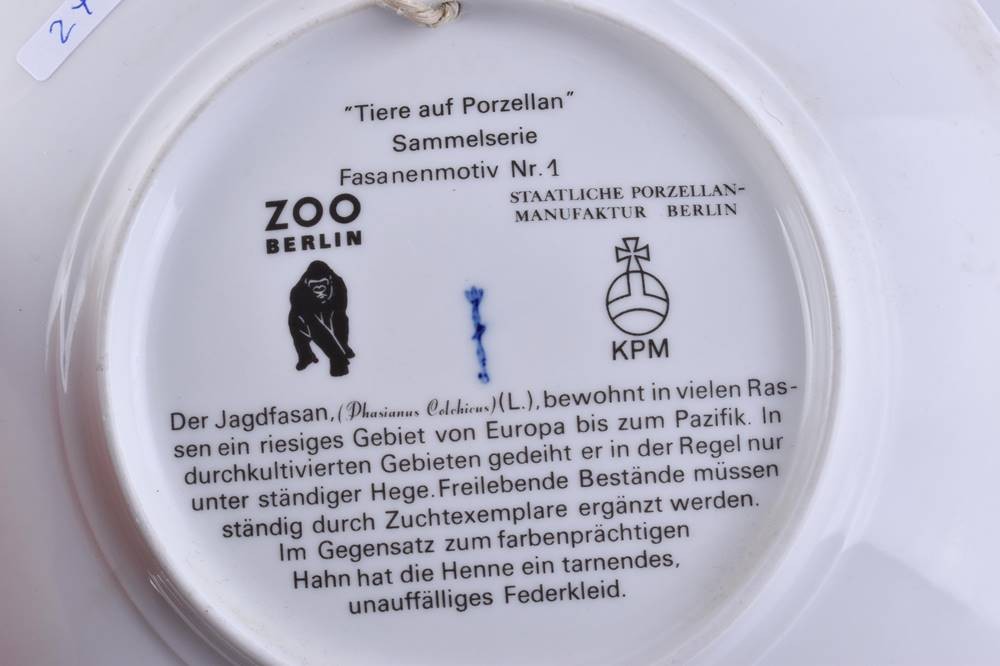 "Tiere auf Porzellan"
Sammelserie
Fasanenmotiv Nr. 1
ZOO
BERLIN
STAATLICHE PORZELLAN-
MANUFAKTUR BERLIN
KPM
Der Jagdfasan, (Phasianus Colchicus) (L.), bewohnt in vielen Ras-
sen ein riesiges Gebiet von Europa bis zum Pazifik. In
durchkultivierten Gebieten gedeiht er in der Regel nur
unter ständiger Hege. Freilebende Bestände müssen
ständig durch Zuchtexemplare ergänzt werden.
Im Gegensatz zum farbenprächtigen
Hahn hat die Henne ein tarnendes,
unauffälliges Federkleid.